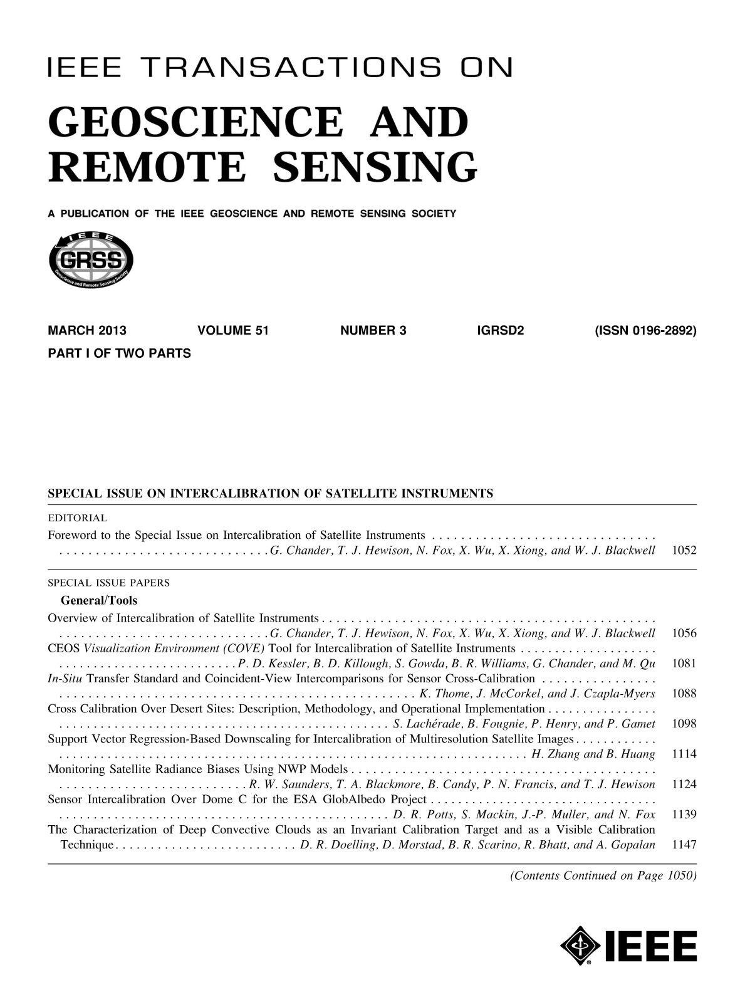 IEEE TRANSACTIONS ON
GEOSCIENCE AND
REMOTE SENSING
A PUBLICATION OF THE IEEE GEOSCIENCE AND REMOTE SENSING SOCIETY
IEEE
GRSS
Geoscience and Remote Sensing Society
MARCH 2013 VOLUME 51 NUMBER 3 IGRSD2 (ISSN 0196-2892)
PART I OF TWO PARTS
SPECIAL ISSUE ON INTERCALIBRATION OF SATELLITE INSTRUMENTS
EDITORIAL
Foreword to the Special Issue on Intercalibration of Satellite Instruments . . . . . . . . . . . . . . . . . . . . . . . . . . . . . . .
. . . . . . . . . . . . . . . . . . . . . . . . . . . . . G. Chander, T. J. Hewison, N. Fox, X. Wu, X. Xiong, and W. J. Blackwell 1052
SPECIAL ISSUE PAPERS
General/Tools
Overview of Intercalibration of Satellite Instruments . . . . . . . . . . . . . . . . . . . . . . . . . . . . . . . . . . . . . . . . . . . . . .
. . . . . . . . . . . . . . . . . . . . . . . . . . . . . G. Chander, T. J. Hewison, N. Fox, X. Wu, X. Xiong, and W. J. Blackwell 1056
CEOS Visualization Environment (COVE) Tool for Intercalibration of Satellite Instruments . . . . . . . . . . . . . . . . . . .
. . . . . . . . . . . . . . . . . . . . . . . . . P. D. Kessler, B. D. Killough, S. Gowda, B. R. Williams, G. Chander, and M. Qu 1081
In-Situ Transfer Standard and Coincident-View Intercomparisons for Sensor Cross-Calibration . . . . . . . . . . . . . . . .
. . . . . . . . . . . . . . . . . . . . . . . . . . . . . . . . . . . . . . . . . . . . . . . . . . K. Thome, J. McCorkel, and J. Czapla-Myers 1088
Cross Calibration Over Desert Sites: Description, Methodology, and Operational Implementation . . . . . . . . . . . . . . . .
. . . . . . . . . . . . . . . . . . . . . . . . . . . . . . . . . . . . . . . . . . . . . . S. Lachérade, B. Fougnie, P. Henry, and P. Gamet 1098
Support Vector Regression-Based Downscaling for Intercalibration of Multiresolution Satellite Images . . . . . . . . . . . .
. . . . . . . . . . . . . . . . . . . . . . . . . . . . . . . . . . . . . . . . . . . . . . . . . . . . . . . . . . . . . . . . . . H. Zhang and B. Huang 1114
Monitoring Satellite Radiance Biases Using NWP Models . . . . . . . . . . . . . . . . . . . . . . . . . . . . . . . . . . . . . . . . . .
. . . . . . . . . . . . . . . . . . . . . . . . . . R. W. Saunders, T. A. Blackmore, B. Candy, P. N. Francis, and T. J. Hewison 1124
Sensor Intercalibration Over Dome C for the ESA GlobAlbedo Project . . . . . . . . . . . . . . . . . . . . . . . . . . . . . . . .
. . . . . . . . . . . . . . . . . . . . . . . . . . . . . . . . . . . . . . . . . . . . . . D. R. Potts, S. Mackin, J.-P. Muller, and N. Fox 1139
The Characterization of Deep Convective Clouds as an Invariant Calibration Target and as a Visible Calibration
Technique . . . . . . . . . . . . . . . . . . . . . . . . . D. R. Doelling, D. Morstad, B. R. Scarino, R. Bhatt, and A. Gopalan 1147
(Contents Continued on Page 1050)
IEEE
®